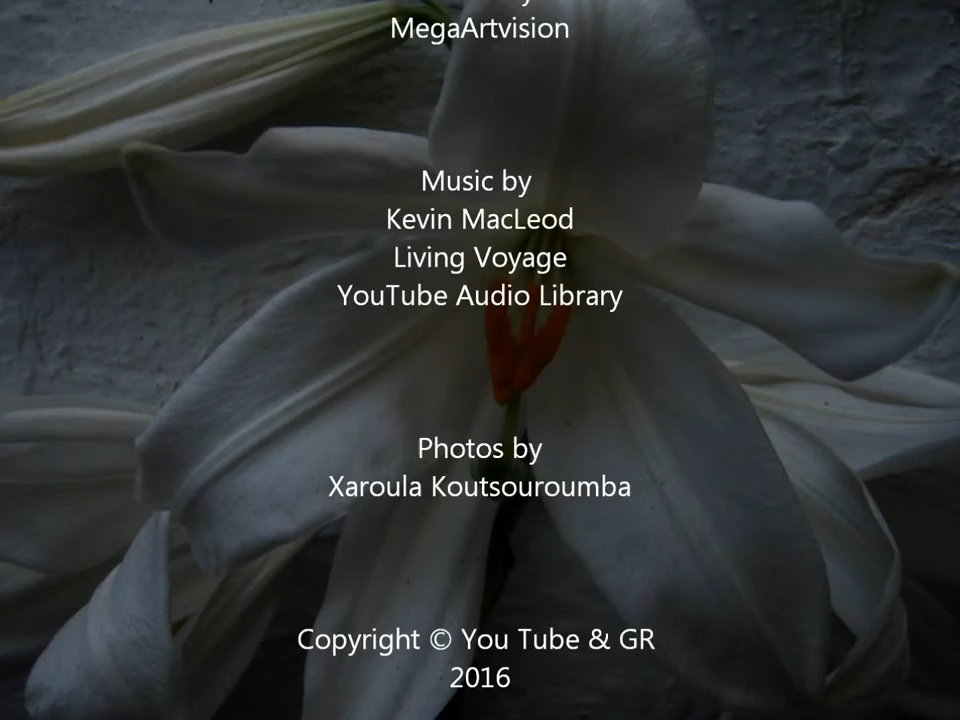 MegaArtvision
Music by
Kevin MacLeod
Living Voyage
YouTube Audio Library
Photos by
Xaroula Koutsouroumba
Copyright © You Tube & GR
2016